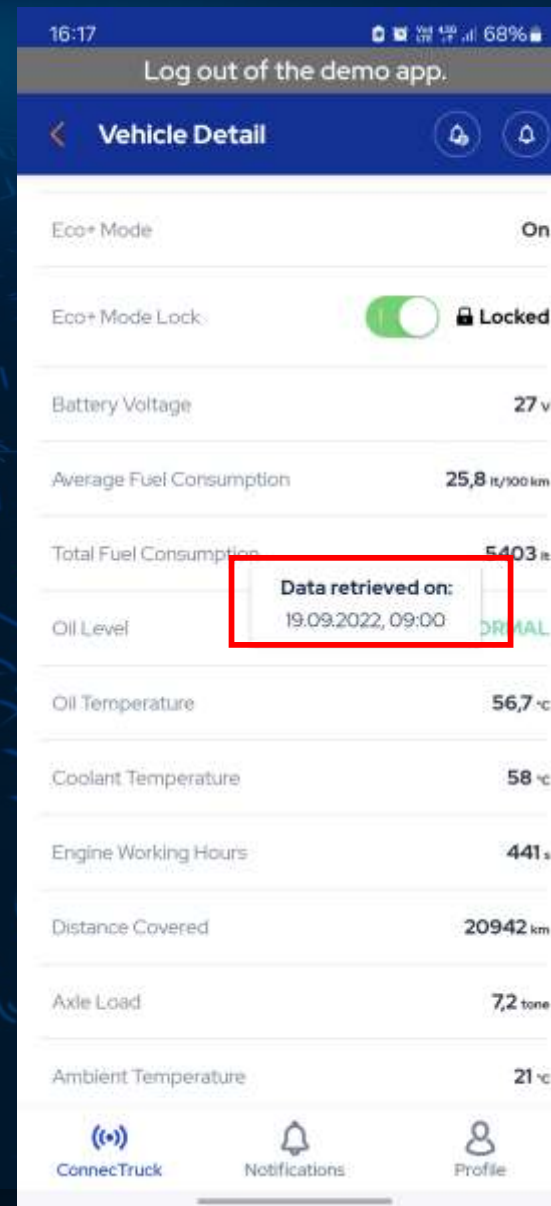 16:17 68%
Log out of the demo app.
Vehicle Detail
Eco+ Mode On
Eco+ Mode Lock Locked
Battery Voltage 27 v
Average Fuel Consumption 25,8 lt/100 km
Total Fuel Consumption 5403 lt
Data retrieved on:
19.09.2022, 09:00
Oil Level ORMAL
Oil Temperature 56,7 °C
Coolant Temperature 58 °C
Engine Working Hours 441 s
Distance Covered 20942 km
Axle Load 7,2 tone
Ambient Temperature 21 °C
ConnecTruck Notifications Profile